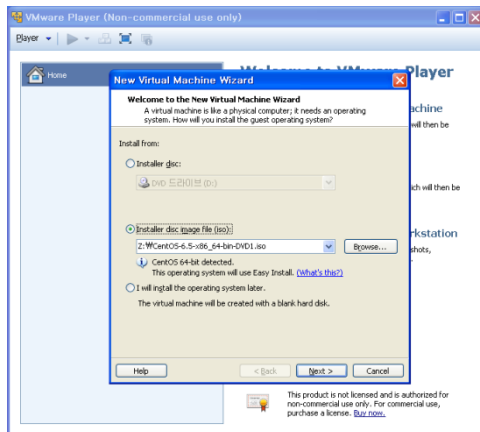 VMware Player (Non-commercial use only)
Player
Home
Player
achine
will then be
ich will then be
rkstation
shots,
New Virtual Machine Wizard
Welcome to the New Virtual Machine Wizard
A virtual machine is like a physical computer; it needs an operating
system. How will you install the guest operating system?
Install from:
Installer disc:
DVD 드라이브 (D:)
Installer disc image file (iso):
Z:₩CentOS-6.5-x86_64-bin-DVD1.iso
Browse...
CentOS 64-bit detected.
This operating system will use Easy Install. (What's this?)
I will install the operating system later.
The virtual machine will be created with a blank hard disk.
Help
< Back
Next >
Cancel
This product is not licensed and is authorized for
non-commercial use only. For commercial use,
purchase a license. Buy now.